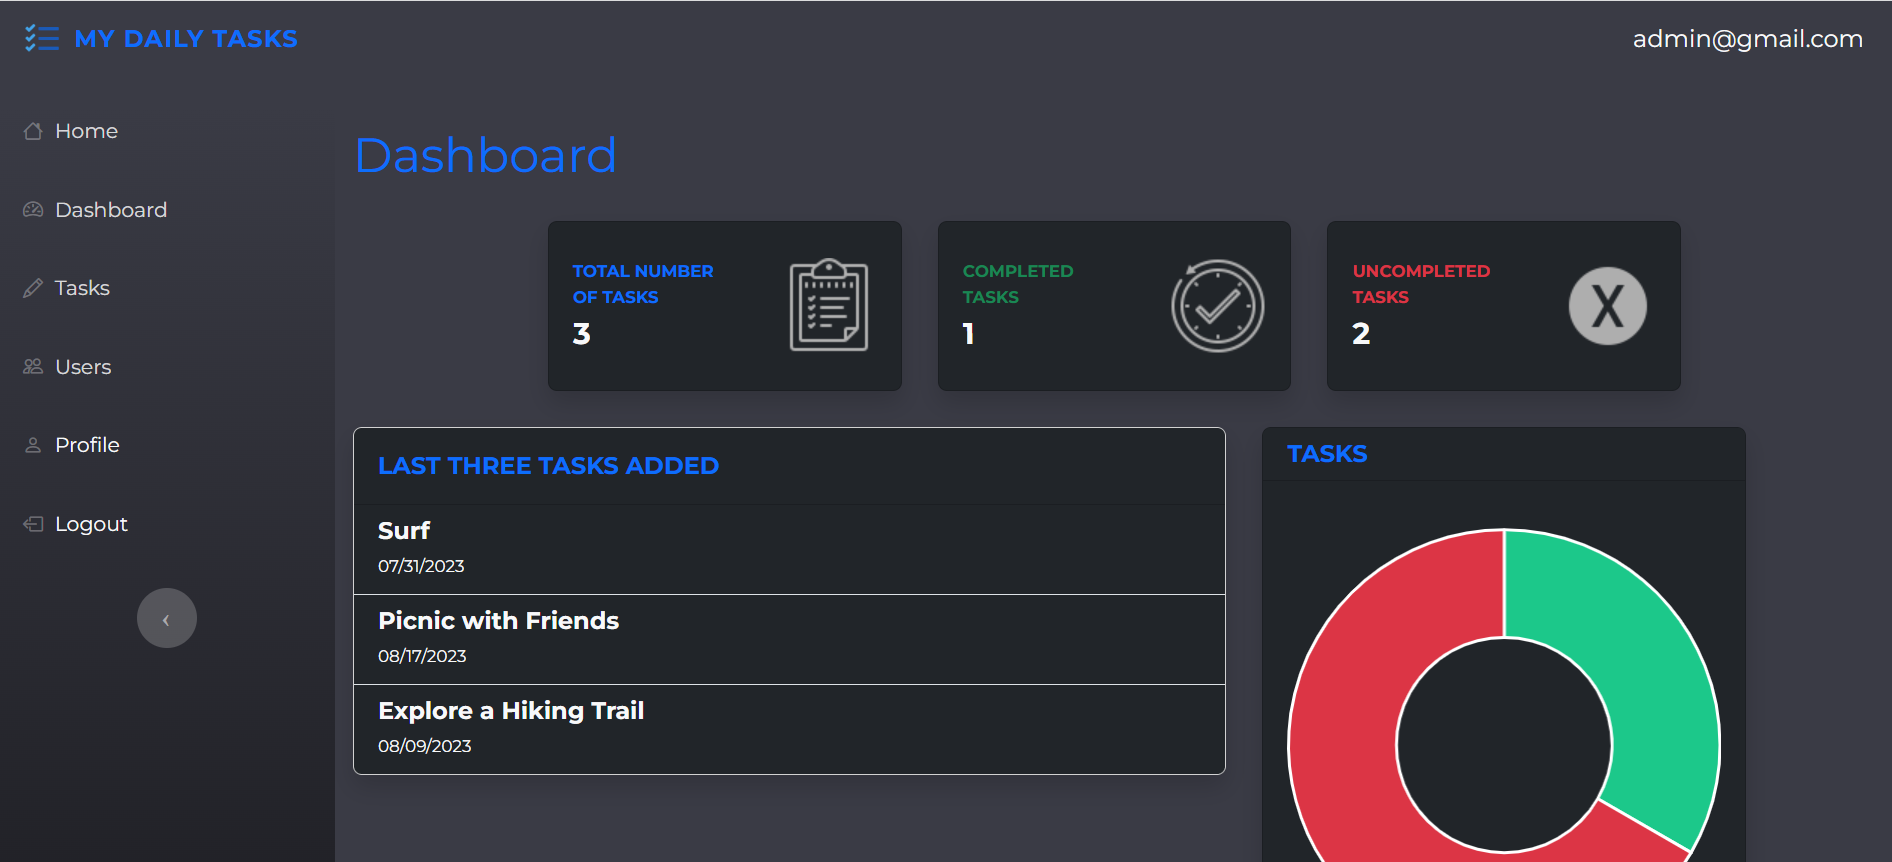 MY DAILY TASKS
admin@gmail.com
Home
Dashboard
Tasks
Users
Profile
Logout
‹
Dashboard
TOTAL NUMBER
OF TASKS
3
COMPLETED
TASKS
1
UNCOMPLETED
TASKS
2
X
LAST THREE TASKS ADDED
Surf
07/31/2023
Picnic with Friends
08/17/2023
Explore a Hiking Trail
08/09/2023
TASKS